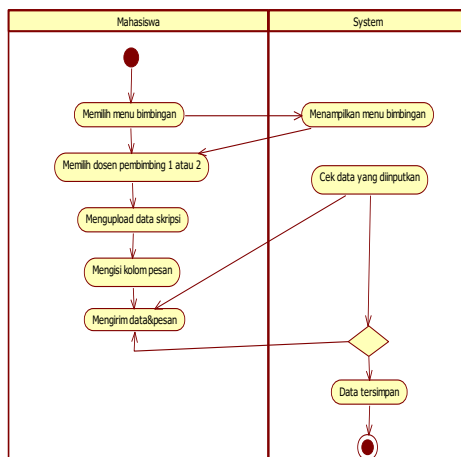 Mahasiswa
System
Memilih menu bimbingan
Menampilkan menu bimbingan
Memilih dosen pembimbing 1 atau 2
Cek data yang diinputkan
Mengupload data skripsi
Mengisi kolom pesan
Mengirim data&pesan
Data tersimpan